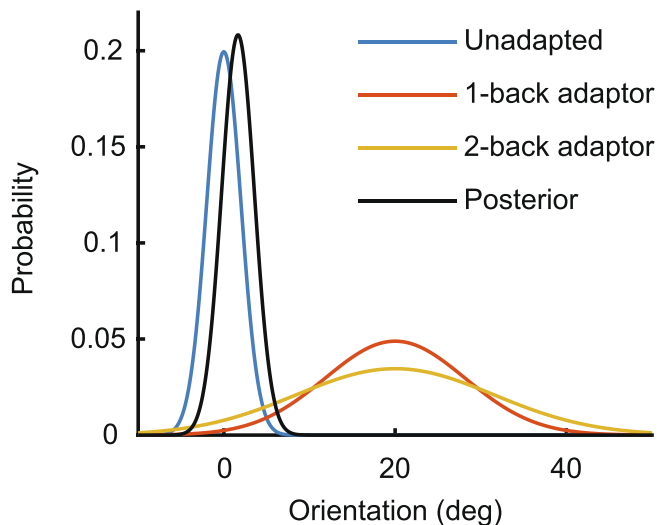 0.2
0.15
0.1
0.05
0
Probability
Unadapted
1-back adaptor
2-back adaptor
Posterior
0 20 40
Orientation (deg)